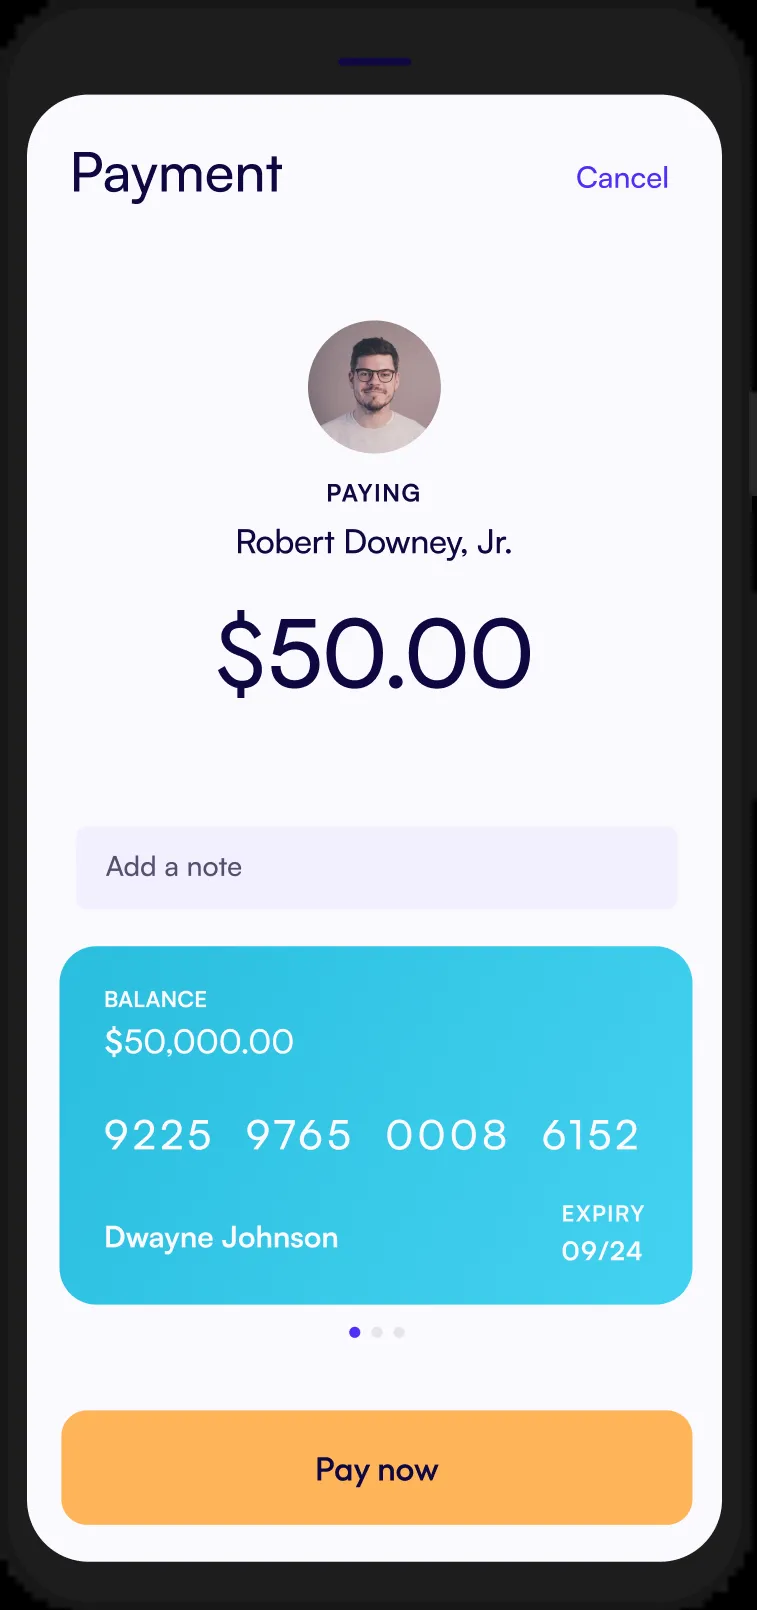 Payment
Cancel
PAYING
Robert Downey, Jr.
$50.00
Add a note
BALANCE
$50,000.00
9225 9765 0008 6152
EXPIRY
Dwayne Johnson
09/24
Pay now